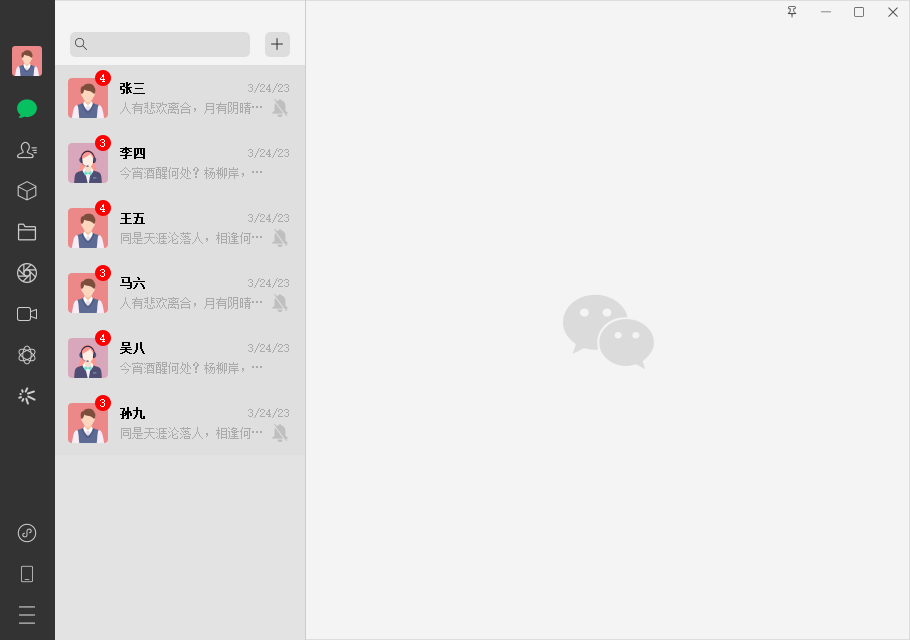 4
张三
3/24/23
人有悲欢离合，月有阴晴…
3
李四
3/24/23
今宵酒醒何处？杨柳岸，…
4
王五
3/24/23
同是天涯沦落人，相逢何…
3
马六
3/24/23
人有悲欢离合，月有阴晴…
4
吴八
3/24/23
今宵酒醒何处？杨柳岸，…
3
孙九
3/24/23
同是天涯沦落人，相逢何…